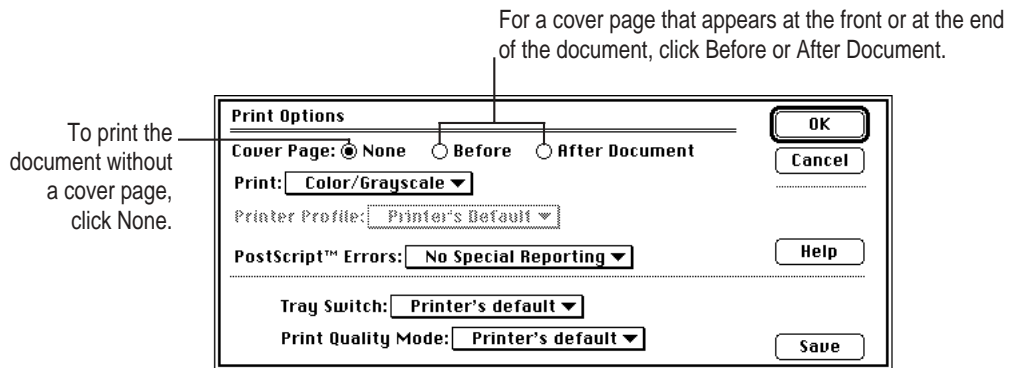 For a cover page that appears at the front or at the end
of the document, click Before or After Document.
To print the
document without
a cover page,
click None.
Print Options
OK
Cover Page: None Before After Document
Cancel
Print: Color/Grayscale
Printer Profile: Printer's Default
PostScript™ Errors: No Special Reporting
Help
Tray Switch: Printer's default
Print Quality Mode: Printer's default
Save